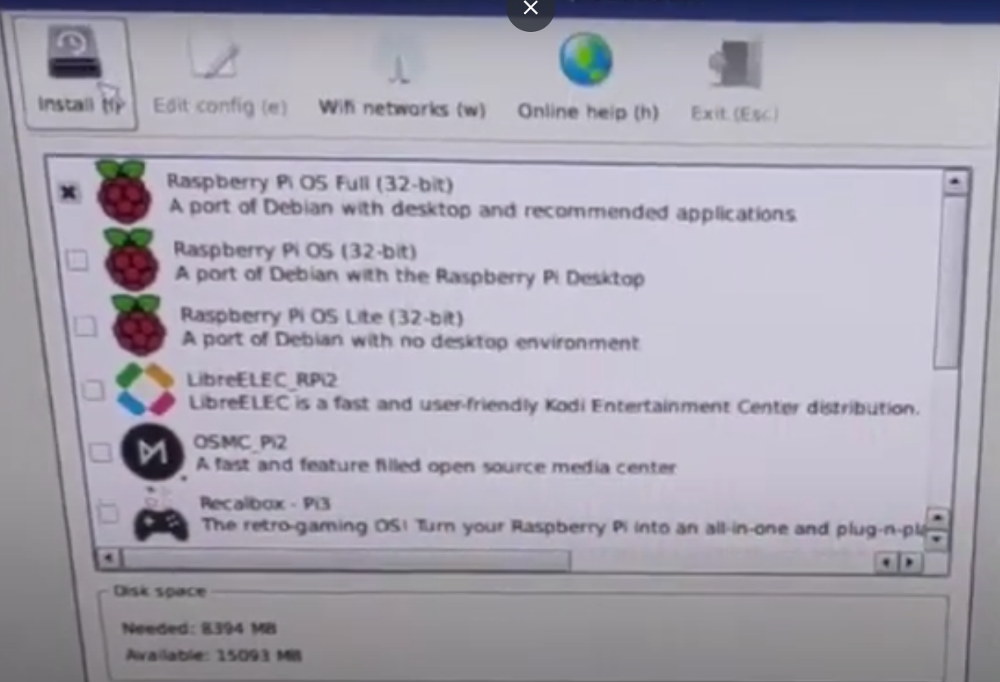 Install (i)
Edit config (e)
Wifi networks (w)
Online help (h)
Exit (Esc)
Raspberry Pi OS Full (32-bit)
A port of Debian with desktop and recommended applications
Raspberry Pi OS (32-bit)
A port of Debian with the Raspberry Pi Desktop
Raspberry Pi OS Lite (32-bit)
A port of Debian with no desktop environment
LibreELEC_RPi2
LibreELEC is a fast and user-friendly Kodi Entertainment Center distribution.
OSMC_Pi2
A fast and feature filled open source media center
Recalbox - Pi3
The retro-gaming OS! Turn your Raspberry Pi into an all-in-one and plug-n-pla
Disk space
Needed: 8394 MB
Available: 15093 MB